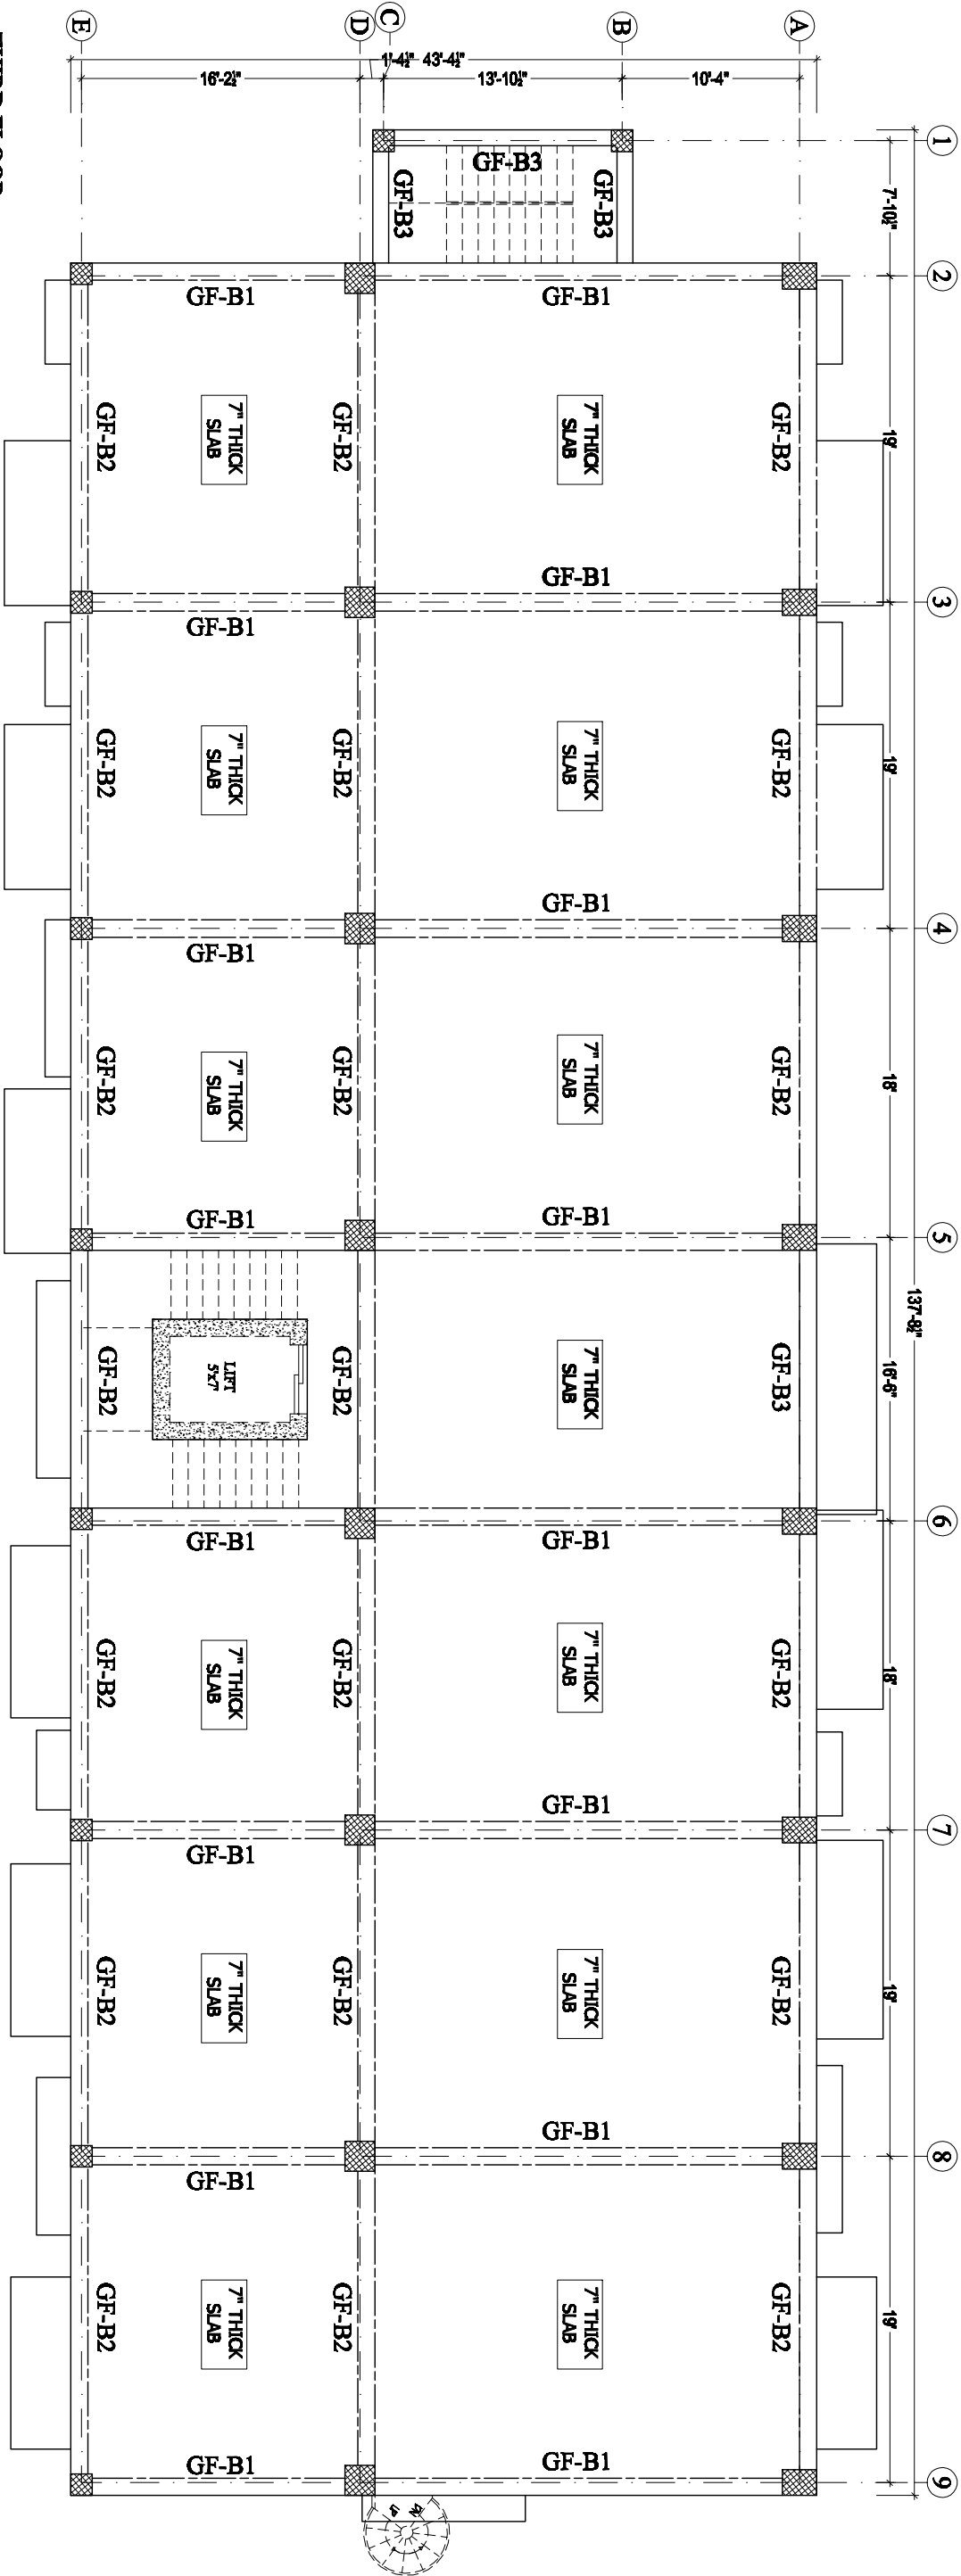 1
2
3
4
5
6
7
8
9
137'-8½"
7'-10½"
19'
19'
18'
16'-6"
18'
19'
19'
A
GF-B2
GF-B2
GF-B2
GF-B3
GF-B2
GF-B2
GF-B2
10'-4"
B
GF-B3
GF-B3
GF-B3
13'-10½"
GF-B1
7" THICK
SLAB
GF-B1
7" THICK
SLAB
GF-B1
7" THICK
SLAB
GF-B1
7" THICK
SLAB
GF-B1
7" THICK
SLAB
GF-B1
7" THICK
SLAB
GF-B1
7" THICK
SLAB
GF-B1
43'-4½"
C
1'-4½"
D
DN
UP
GF-B2
GF-B2
GF-B2
GF-B2
GF-B2
GF-B2
GF-B2
16'-2½"
GF-B1
7" THICK
SLAB
GF-B1
7" THICK
SLAB
GF-B1
7" THICK
SLAB
GF-B1
LIFT
5'x7'
GF-B1
7" THICK
SLAB
GF-B1
7" THICK
SLAB
GF-B1
7" THICK
SLAB
GF-B1
GF-B2
GF-B2
GF-B2
GF-B2
GF-B2
GF-B2
GF-B2
E